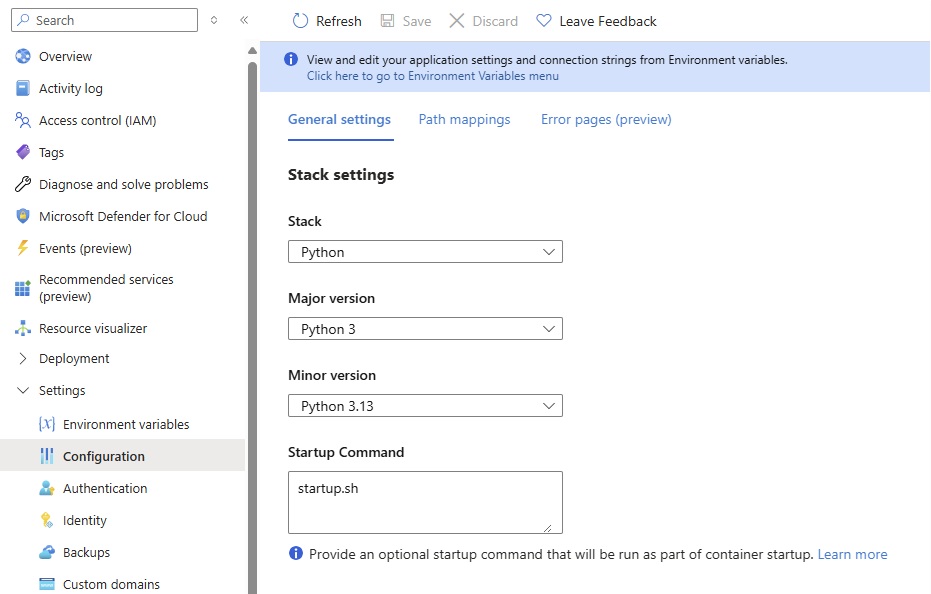 Search
Overview
Activity log
Access control (IAM)
Tags
Diagnose and solve problems
Microsoft Defender for Cloud
Events (preview)
Recommended services
(preview)
Resource visualizer
Deployment
Settings
Environment variables
Configuration
Authentication
Identity
Backups
Custom domains
Refresh Save Discard Leave Feedback
View and edit your application settings and connection strings from Environment variables.
Click here to go to Environment Variables menu
General settings Path mappings Error pages (preview)
Stack settings
Stack
Python
Major version
Python 3
Minor version
Python 3.13
Startup Command
startup.sh
Provide an optional startup command that will be run as part of container startup. Learn more